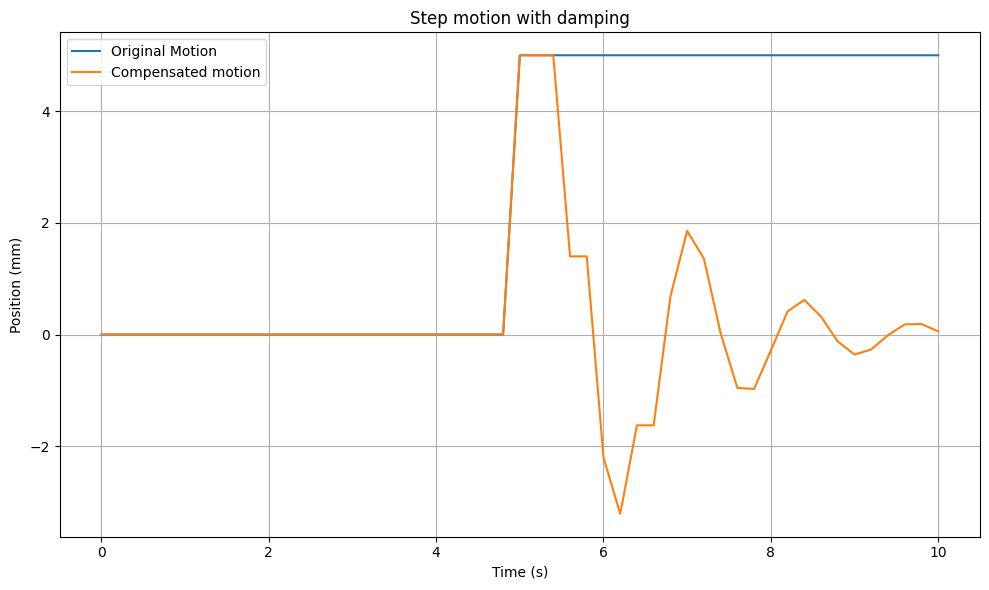 Step motion with damping
Original Motion
Compensated motion
4
2
0
−2
Position (mm)
0 2 4 6 8 10
Time (s)